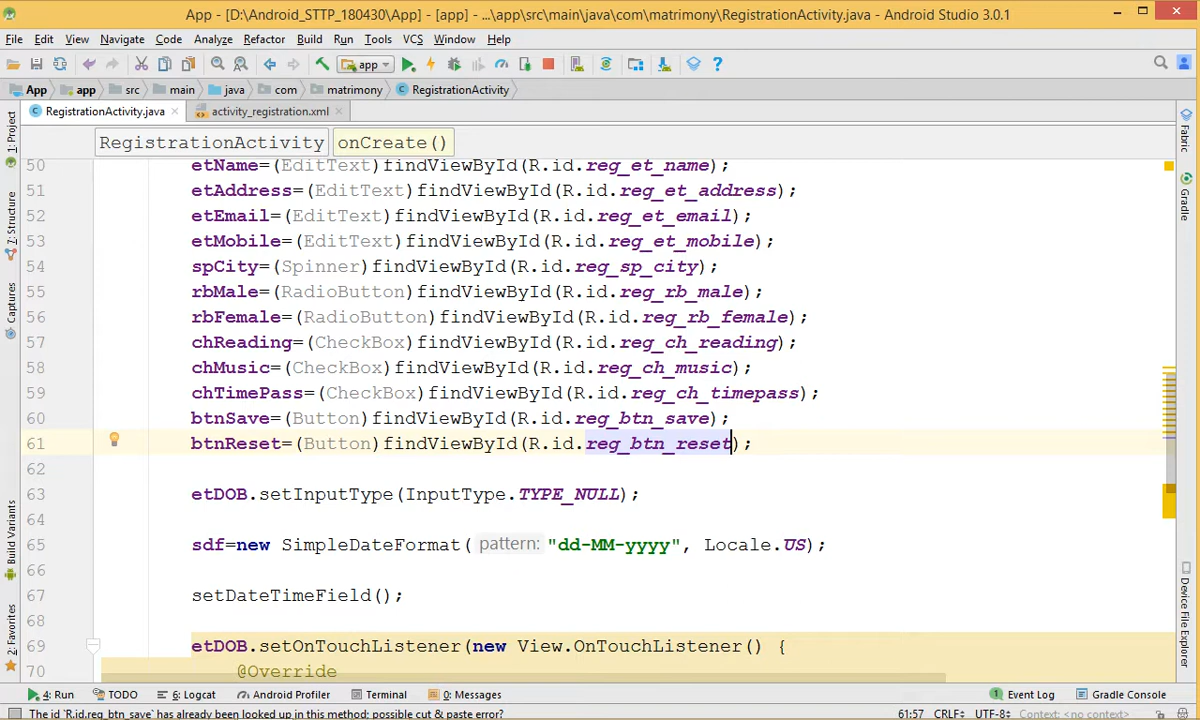 App - [D:\Android_STTP_180430\App] - [app] - ...\app\src\main\java\com\matrimony\RegistrationActivity.java - Android Studio 3.0.1
File Edit View Navigate Code Analyze Refactor Build Run Tools VCS Window Help
app
App app src main java com matrimony RegistrationActivity
RegistrationActivity.java activity_registration.xml
RegistrationActivity onCreate()
50 etName=(EditText)findViewById(R.id.reg_et_name);
51 etAddress=(EditText)findViewById(R.id.reg_et_address);
52 etEmail=(EditText)findViewById(R.id.reg_et_email);
53 etMobile=(EditText)findViewById(R.id.reg_et_mobile);
54 spCity=(Spinner)findViewById(R.id.reg_sp_city);
55 rbMale=(RadioButton)findViewById(R.id.reg_rb_male);
56 rbFemale=(RadioButton)findViewById(R.id.reg_rb_female);
57 chReading=(CheckBox)findViewById(R.id.reg_ch_reading);
58 chMusic=(CheckBox)findViewById(R.id.reg_ch_music);
59 chTimePass=(CheckBox)findViewById(R.id.reg_ch_timepass);
60 btnSave=(Button)findViewById(R.id.reg_btn_save);
61 btnReset=(Button)findViewById(R.id.reg_btn_reset);
62
63 etDOB.setInputType(InputType.TYPE_NULL);
64
65 sdf=new SimpleDateFormat( pattern: "dd-MM-yyyy", Locale.US);
66
67 setDateTimeField();
68
69 etDOB.setOnTouchListener(new View.OnTouchListener() {
70 @Override
1: Project
7: Structure
Captures
Build Variants
2: Favorites
Fabric
Gradle
Device File Explorer
4: Run TODO 6: Logcat Android Profiler Terminal 0: Messages Event Log Gradle Console
The id `R.id.reg_btn_save` has already been looked up in this method; possible cut & paste error? 61:57 CRLF UTF-8 Context: <no context>